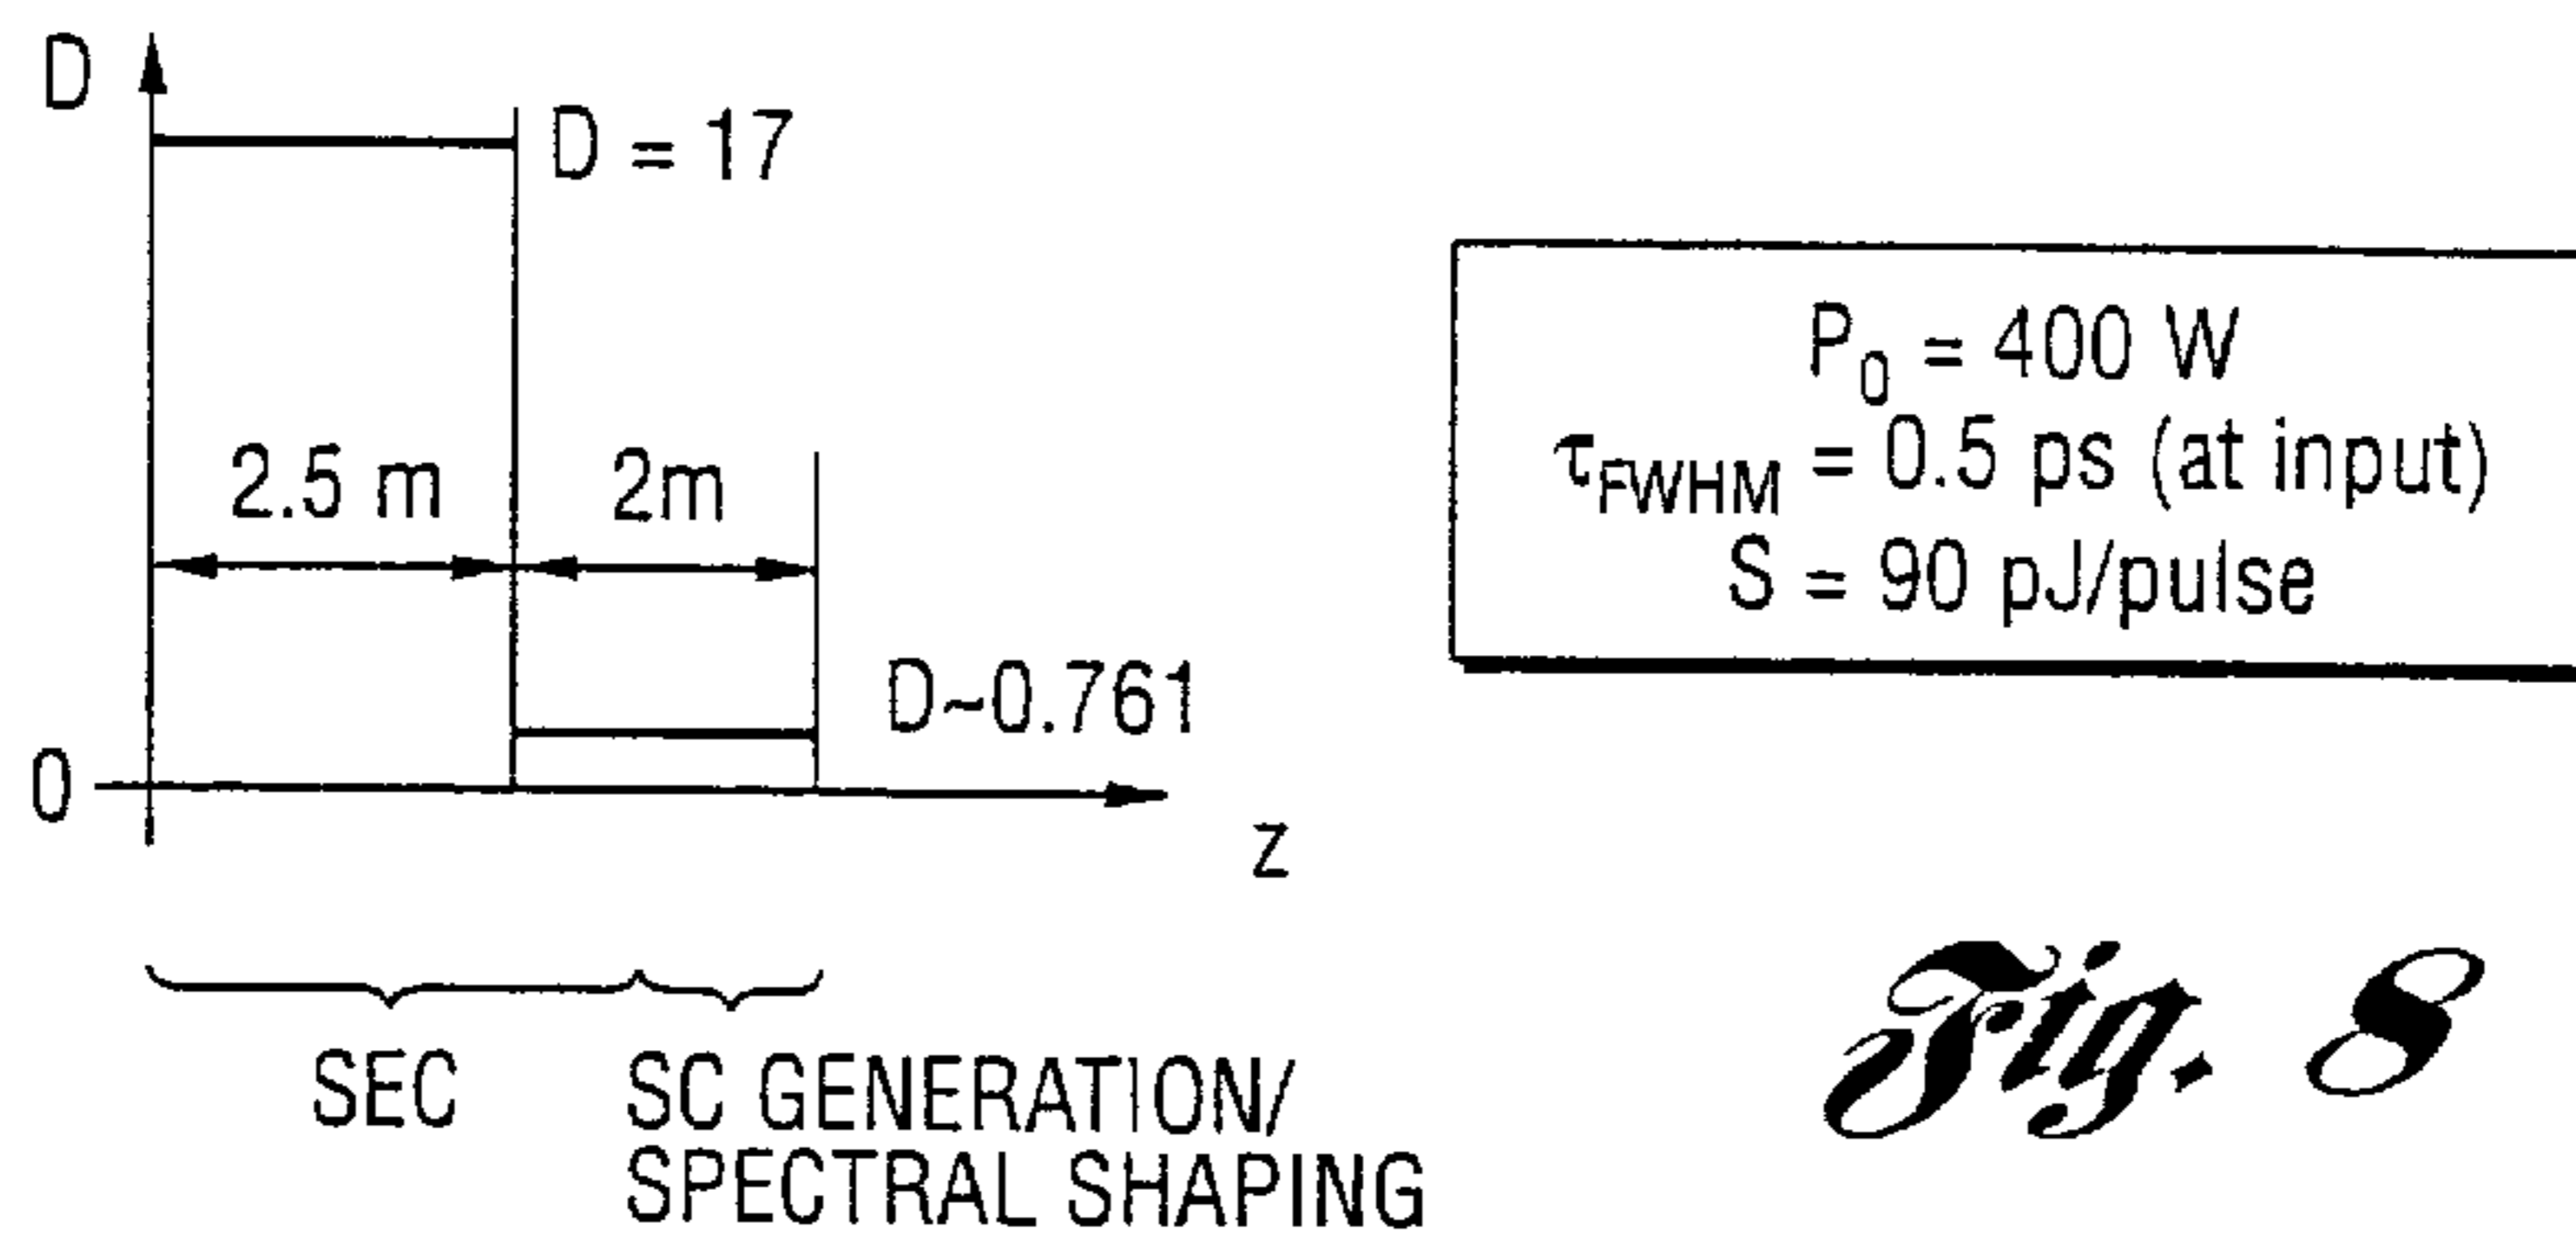 D
D = 17
2.5 m
2m
D~0.761
0
z
SEC
SC GENERATION/
SPECTRAL SHAPING
P0 = 400 W
τFWHM = 0.5 ps (at input)
S = 90 pJ/pulse
Fig. 8